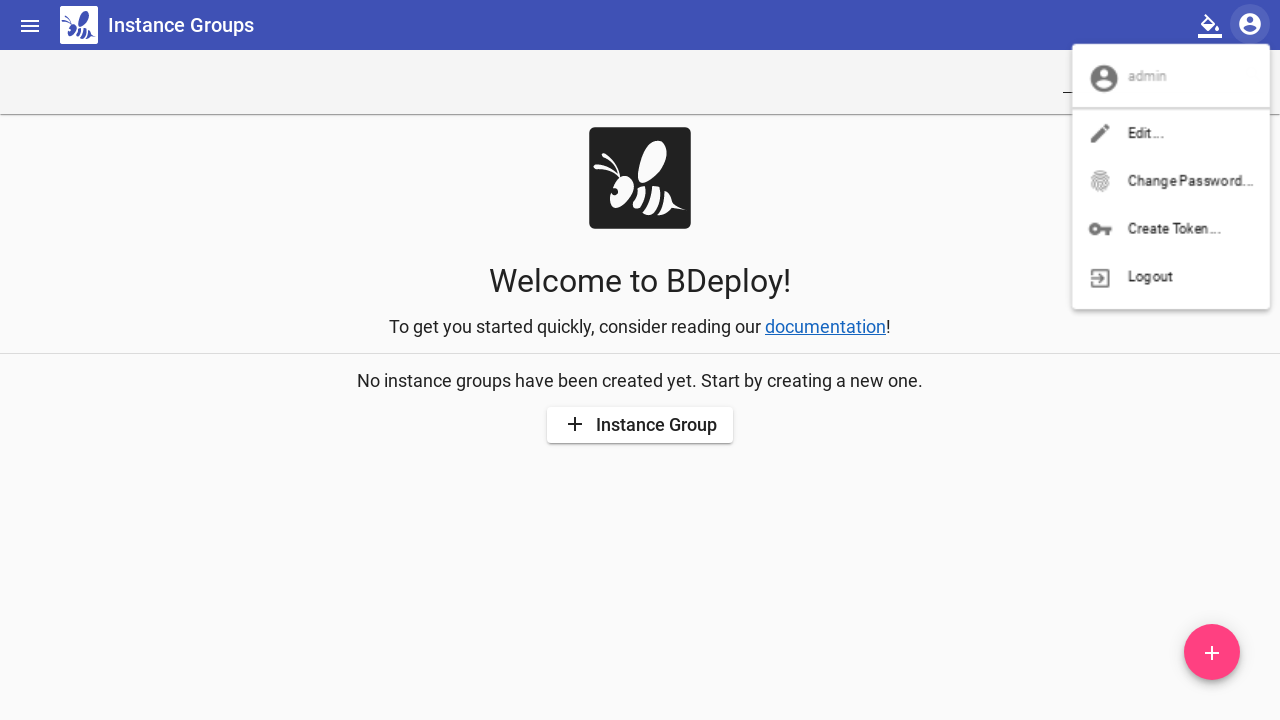 Instance Groups
admin
Edit...
Change Password...
Create Token...
Logout
Welcome to BDeploy!
To get you started quickly, consider reading our documentation!
No instance groups have been created yet. Start by creating a new one.
Instance Group